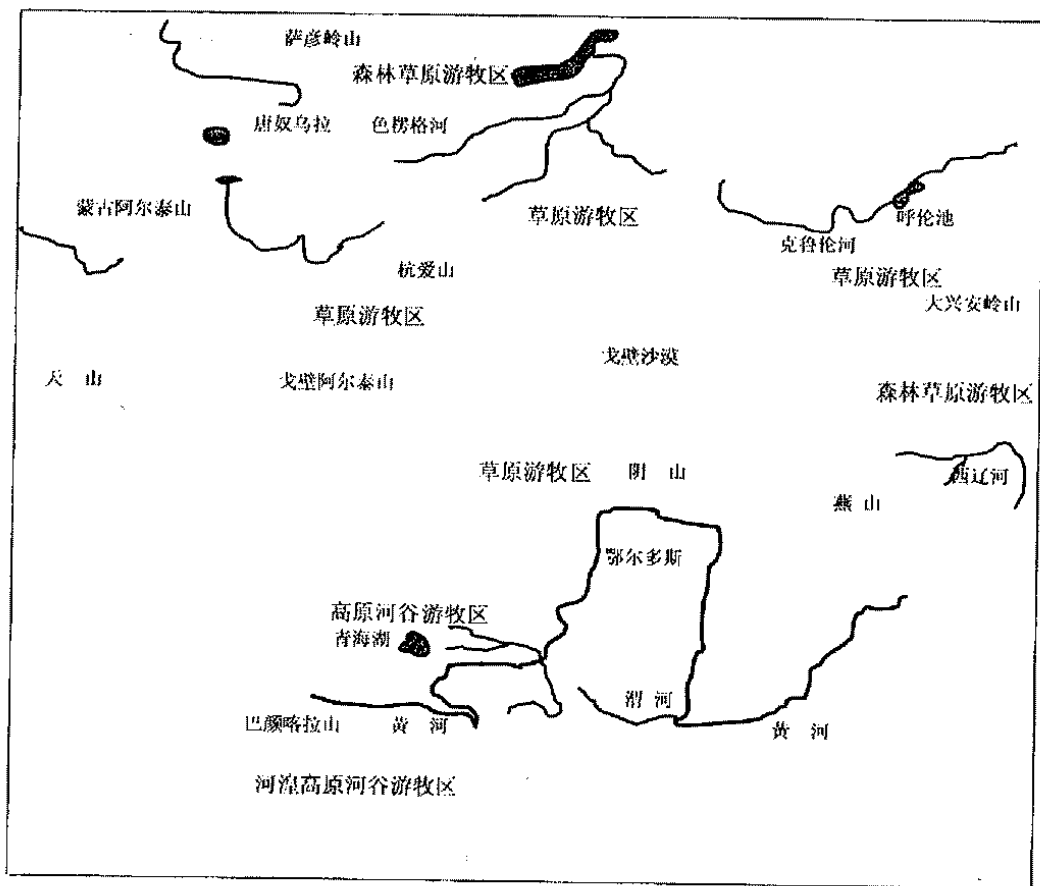 萨彦岭山
森林草原游牧区
唐奴乌拉 色楞格河
蒙古阿尔泰山
草原游牧区
呼伦池
克鲁伦河
杭爱山
草原游牧区
大兴安岭山
草原游牧区
戈壁沙漠
天 山
戈壁阿尔泰山
森林草原游牧区
草原游牧区 阴 山
西辽河
燕 山
鄂尔多斯
高原河谷游牧区
青海湖
渭 河
巴颜喀拉山 黄 河
黄 河
河湟高原河谷游牧区